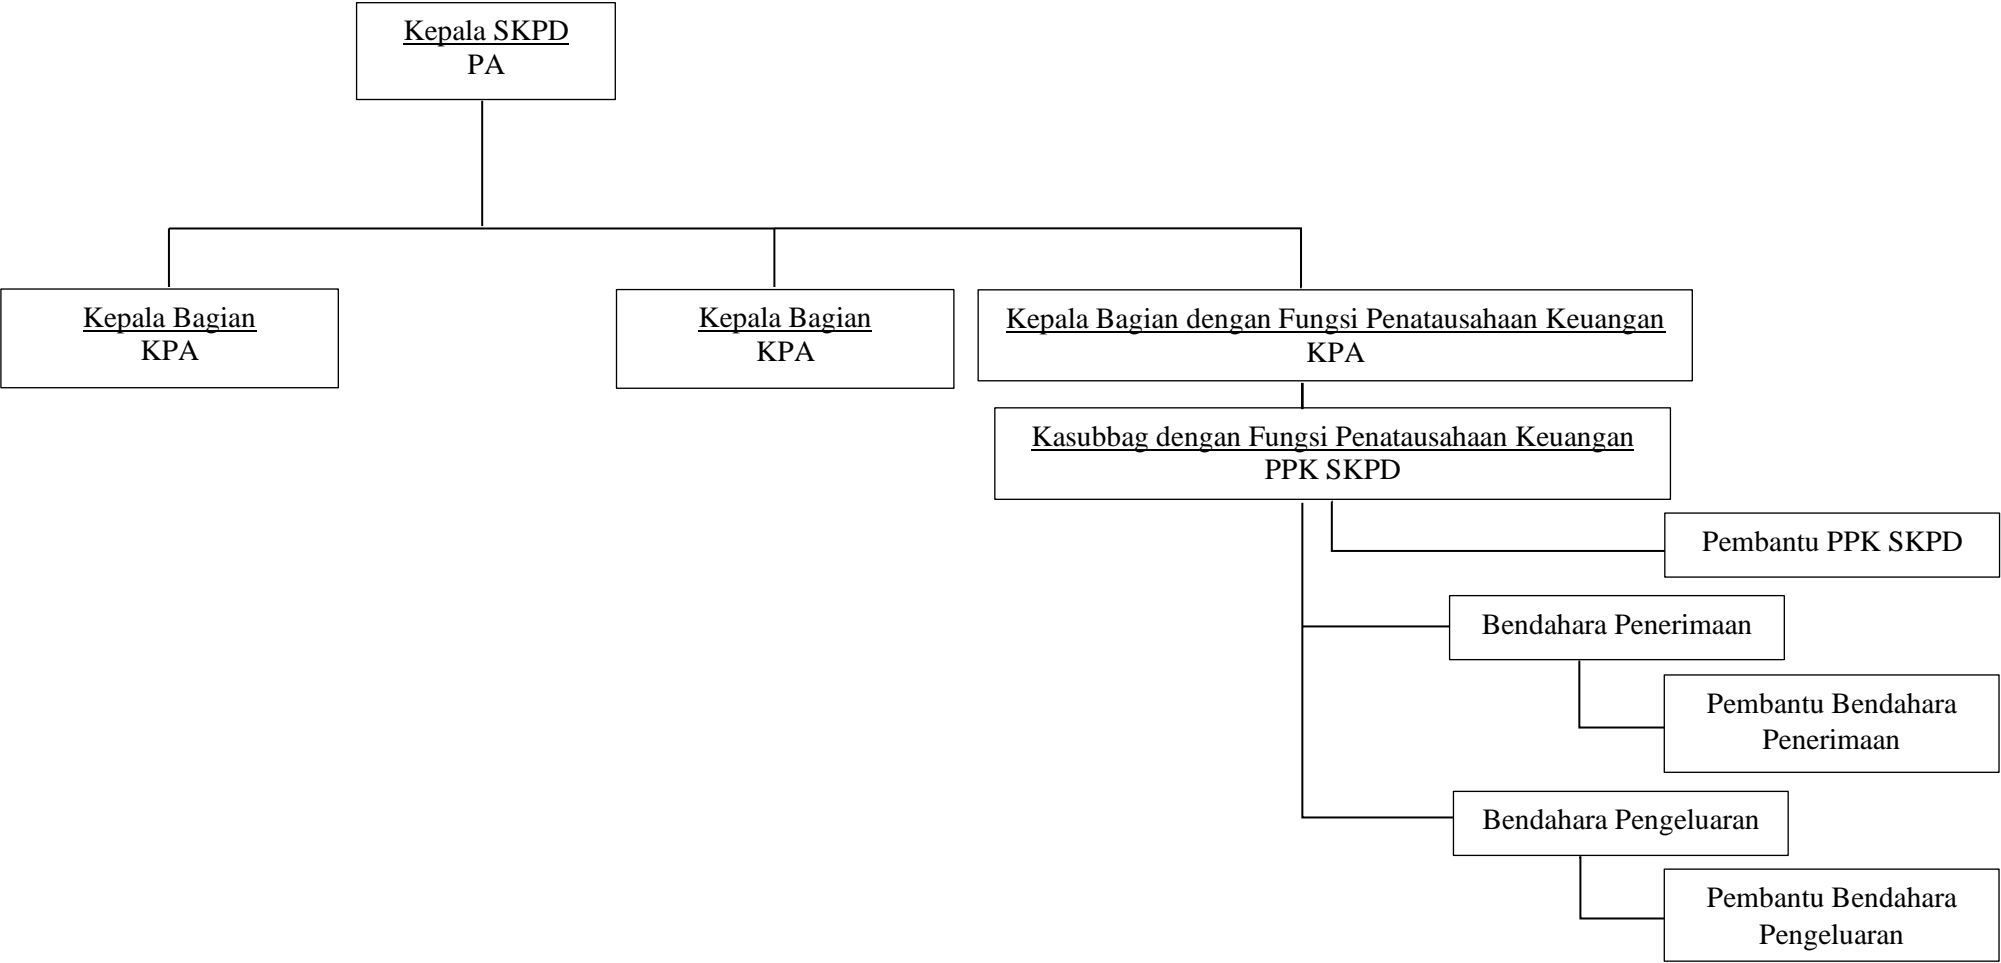 Kepala SKPD
PA
Kepala Bagian
KPA
Kepala Bagian
KPA
Kepala Bagian dengan Fungsi Penatausahaan Keuangan
KPA
Kasubbag dengan Fungsi Penatausahaan Keuangan
PPK SKPD
Pembantu PPK SKPD
Bendahara Penerimaan
Pembantu Bendahara
Penerimaan
Bendahara Pengeluaran
Pembantu Bendahara
Pengeluaran